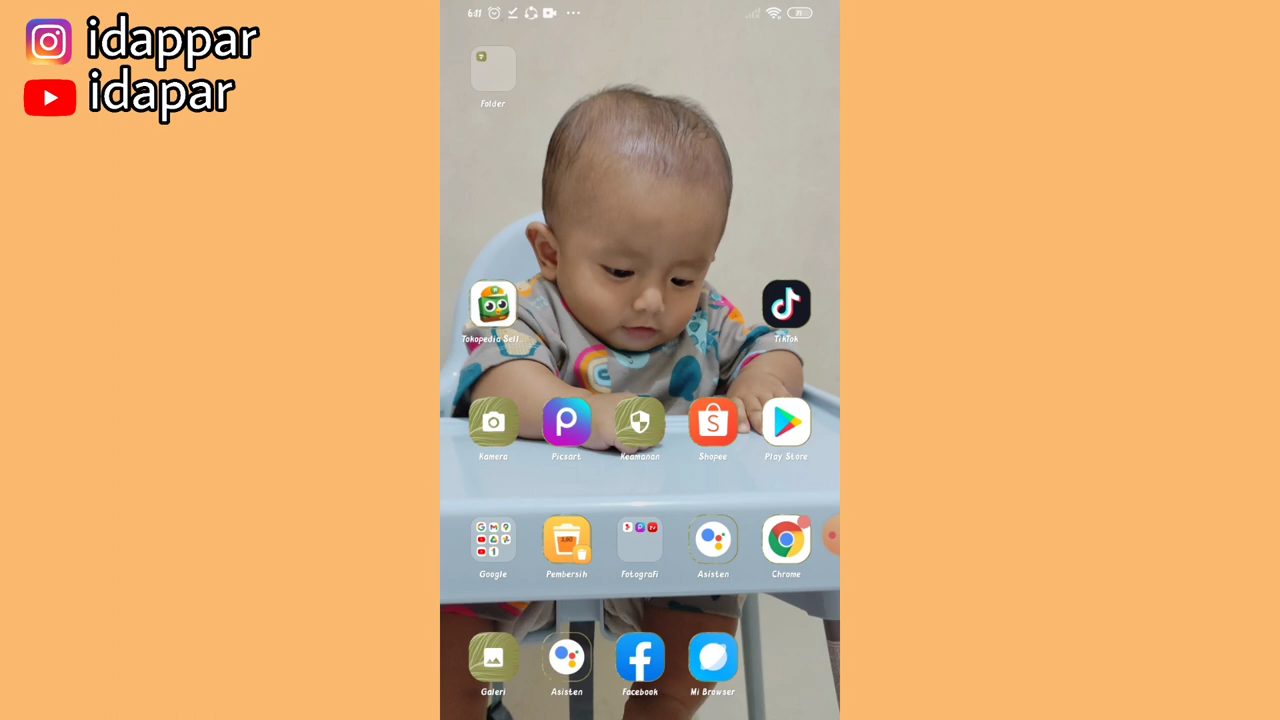 idappar
idapar
6:11
71
Folder
Tokopedia Sell..
TikTok
Kamera
Picsart
Keamanan
Shopee
Play Store
Google
Pembersih
Fotografi
Asisten
Chrome
Galeri
Asisten
Facebook
Mi Browser